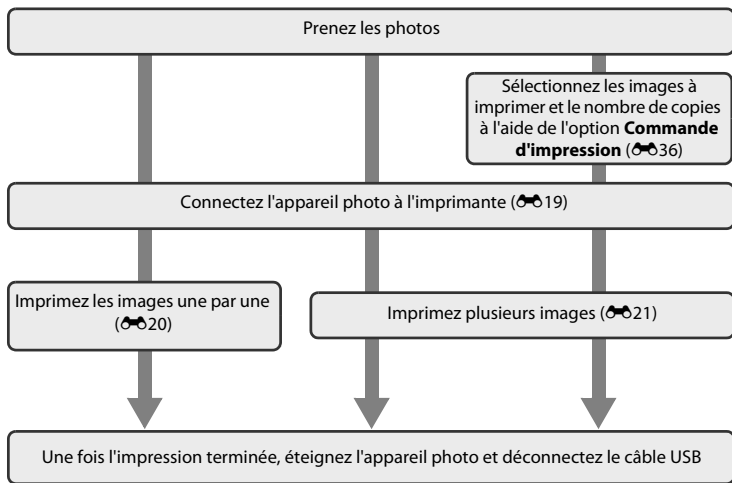 Prenez les photos
Sélectionnez les images à
imprimer et le nombre de copies
à l'aide de l'option Commande
d'impression (36)
Connectez l'appareil photo à l'imprimante (19)
Imprimez les images une par une
(20)
Imprimez plusieurs images (21)
Une fois l'impression terminée, éteignez l'appareil photo et déconnectez le câble USB